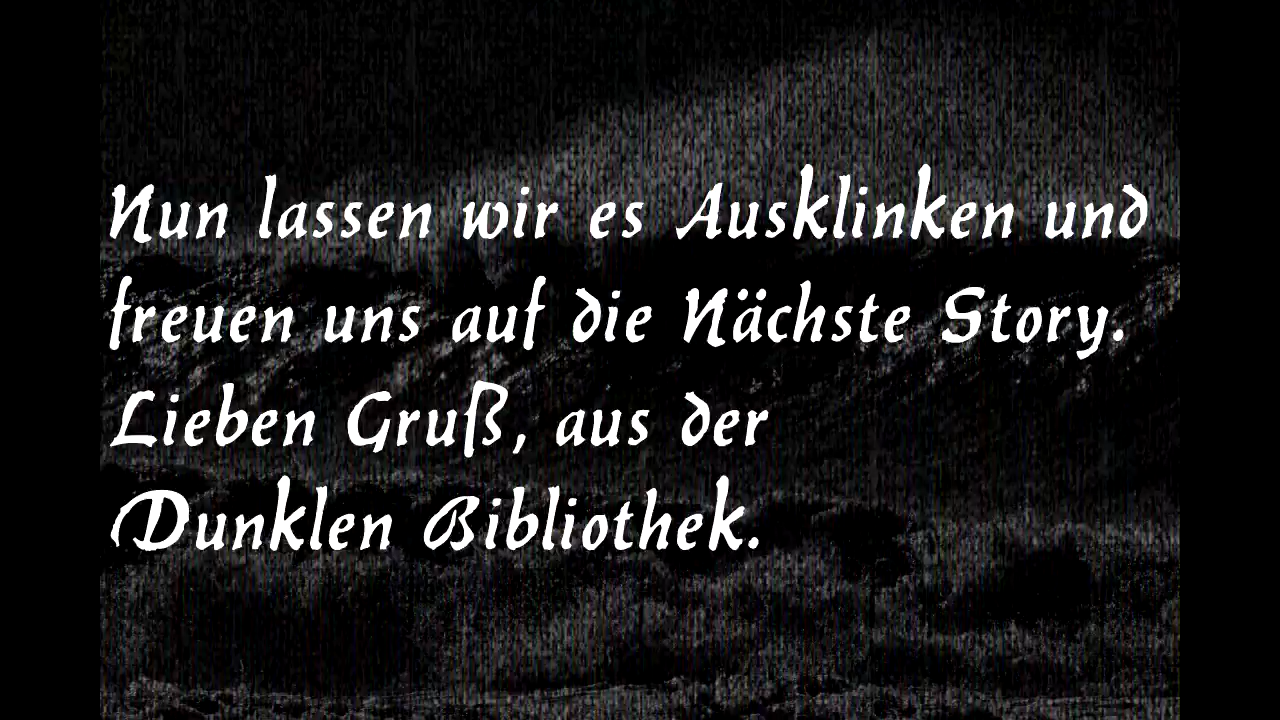 Nun lassen wir es Ausklinken und
freuen uns auf die Nächste Story.
Lieben Gruß, aus der
Dunklen Bibliothek.